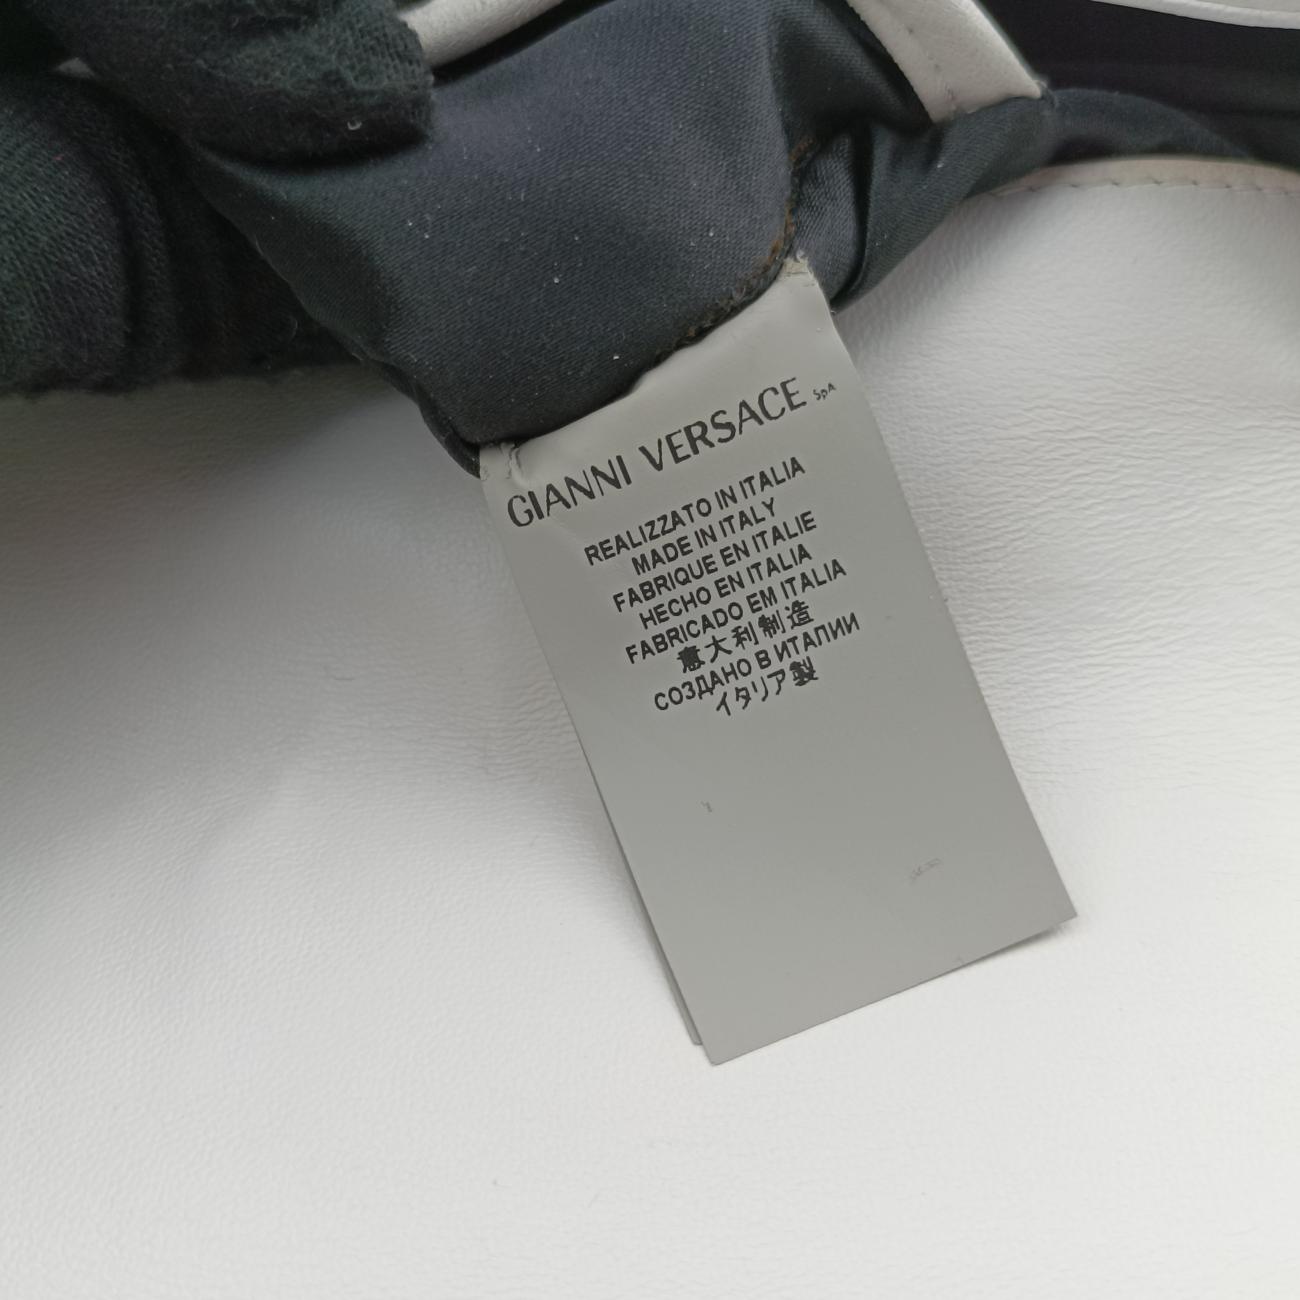 GIANNI VERSACE SpA
REALIZZATO IN ITALIA
MADE IN ITALY
FABRIQUE EN ITALIE
HECHO EN ITALIA
FABRICADO EM ITALIA
意大利制造
СОЗДАНО В ИТАПИИ
イタリア製